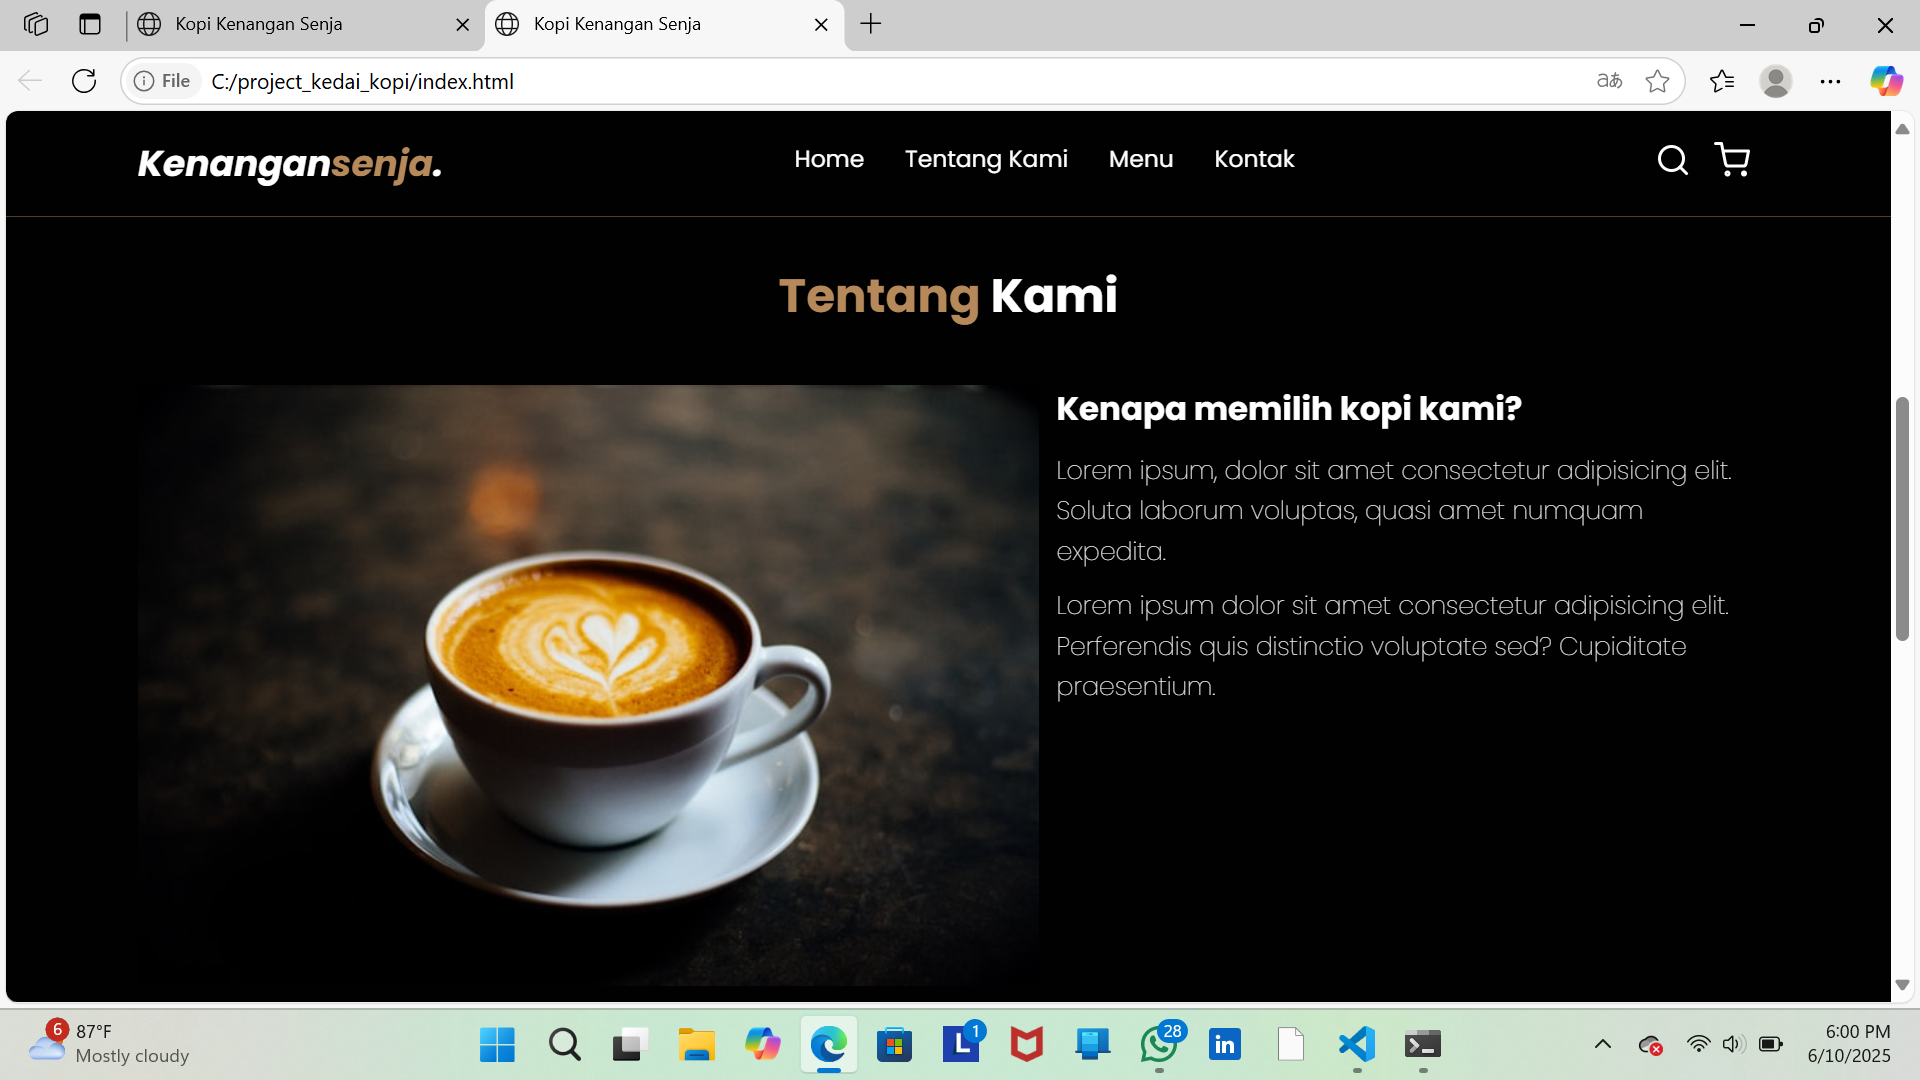 Kopi Kenangan Senja
Kopi Kenangan Senja
File C:/project_kedai_kopi/index.html
aあ
Kenangansenja.
Home Tentang Kami Menu Kontak
Tentang Kami
Kenapa memilih kopi kami?
Lorem ipsum, dolor sit amet consectetur adipisicing elit.
Soluta laborum voluptas, quasi amet numquam
expedita.
Lorem ipsum dolor sit amet consectetur adipisicing elit.
Perferendis quis distinctio voluptate sed? Cupiditate
praesentium.
6 87°F
Mostly cloudy
L 1
28
in
6:00 PM
6/10/2025